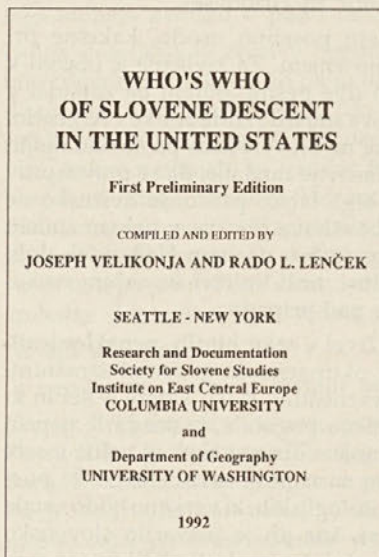 WHO'S WHO
OF SLOVENE DESCENT
IN THE UNITED STATES
First Preliminary Edition
COMPILED AND EDITED BY
JOSEPH VELIKONJA AND RADO L. LENČEK
SEATTLE - NEW YORK
Research and Documentation
Society for Slovene Studies
Institute on East Central Europe
COLUMBIA UNIVERSITY
and
Department of Geography
UNIVERSITY OF WASHINGTON
1992